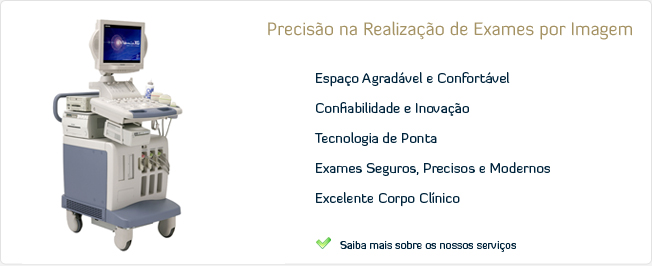 Precisão na Realização de Exames por Imagem
Espaço Agradável e Confortável
Confiabilidade e Inovação
Tecnologia de Ponta
Exames Seguros, Precisos e Modernos
Excelente Corpo Clínico
Saiba mais sobre os nossos serviços